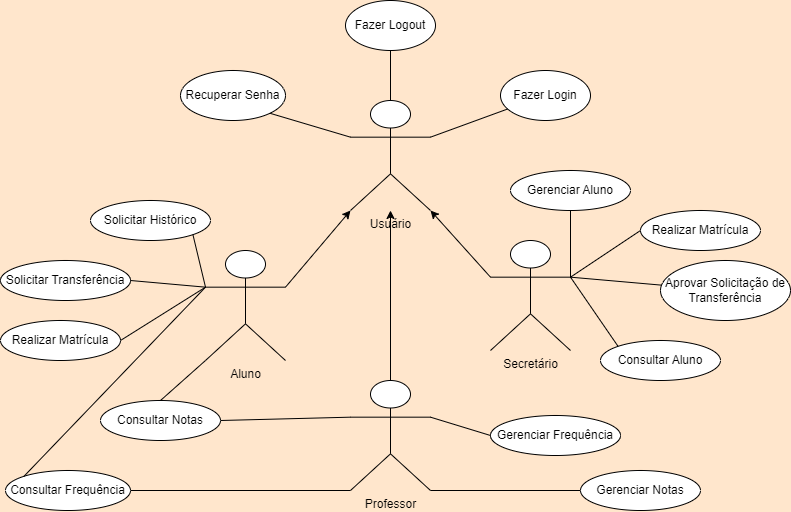 Fazer Logout
Recuperar Senha
Fazer Login
Gerenciar Aluno
Solicitar Histórico
Usuário
Realizar Matrícula
Solicitar Transferência
Aprovar Solicitação de
Transferência
Realizar Matrícula
Consultar Aluno
Aluno
Secretário
Consultar Notas
Gerenciar Frequência
Consultar Frequência
Professor
Gerenciar Notas